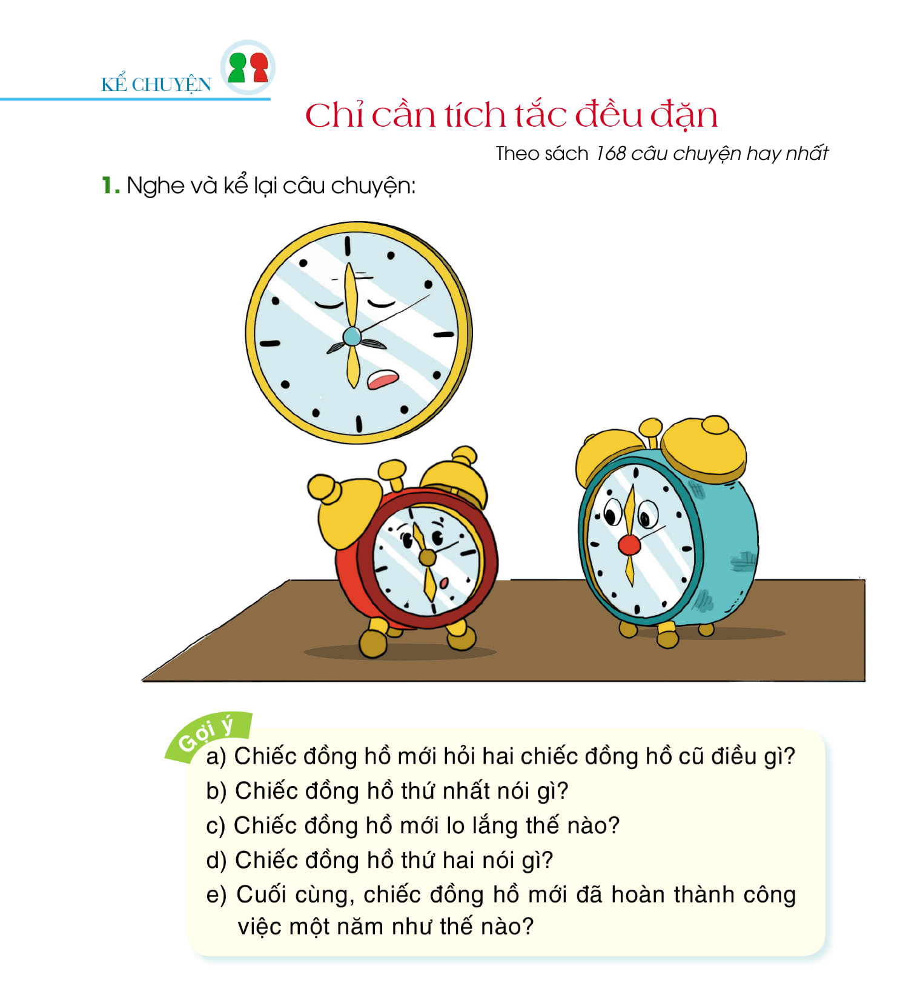 KỂ CHUYỆN
Chỉ cần tích tắc đều đặn
Theo sách 168 câu chuyện hay nhất
1. Nghe và kể lại câu chuyện:
Gợi ý
a) Chiếc đồng hồ mới hỏi hai chiếc đồng hồ cũ điều gì?
b) Chiếc đồng hồ thứ nhất nói gì?
c) Chiếc đồng hồ mới lo lắng thế nào?
d) Chiếc đồng hồ thứ hai nói gì?
e) Cuối cùng, chiếc đồng hồ mới đã hoàn thành công
việc một năm như thế nào?